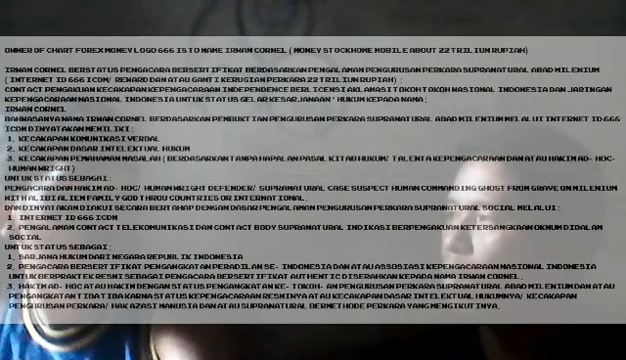 OWNER OF CHART FOREX MONEY LOGO 666 IS TO NAME IRWAN CORNEL ( MONEY STOCKHOME MOBILE ABOUT 22 TRILIUN RUPIAH)
IRWAN CORNEL BERSTATUS PENGACARA BERSERTIFIKAT BERDASARKAN PENGALAMAN PENGURUSAN PERKARA SUPRANATURAL ABAD MILENIUM
( INTERNET ID 666 ICDM/ REWARD DAN ATAU GANTI KERUGIAN PERKARA 22 TRILIUN RUPIAH) ;
CONTACT PENGAKUAN KECAKAPAN KEPENGACARAAN INDEPENDENCE BERLICENSI AKLAMASI TOKOH TOKOH NASIONAL INDONESIA DAN JARINGAN
KEPENGACARAAN NASIONAL INDONESIA UNTUK STATUS GELAR KESARJANAAN * HUKUM KEPADA NAMA ;
IRWAN CORNEL
BAHWASANYA NAMA IRWAN CORNEL BERDASARKAN PEMBUKTIAN PENGURUSAN PERKARA SUPRANATURAL ABAD MILENIUM MELALUI INTERNET ID 666
ICDM DINYATAKAN MEMILIKI :
1. KECAKAPAN KOMUNIKASI VERBAL
2. KECAKAPAN DASAR INTELEKTUAL HUKUM
3. KECAKAPAN PEMAHAMAN MASALAH ( BERDASARKAN TANPA HAPALAN PASAL KITAB HUKUM/ TALENTA KEPENGACARAAN DAN ATAU HAKIM AD- HOC-
HUMAN WRIGHT)
UNTUK STATUS SEBAGAI :
PENGACARA DAN HAKIM AD- HOC/ HUMAN WRIGHT DEFENDER/ SUPRANATURAL CASE SUSPECT HUMAN COMMANDING GHOST FROM GRAVE ON MILENIUM
WITH ALIBI ALIEN FAMILY GOD THROU COUNTRIES OR INTERNATIONAL.
DAN DINYATAKAN DIAKUI SECARA BERTAHAP DENGAN DASAR PENGALAMAN PENGURUSAN PERKARA SUPRANATURAL SOCIAL MELALUI :
1. INTERNET ID 666 ICDM
2. PENGALAMAN CONTACT TELEKOMUNIKASI DAN CONTACT BODY SUPRANATURAL INDIKASI BERPENGAKUAN KETERSANGKAAN OKNUM DIDALAM
SOCIAL
UNTUK STATUS SEBAGAI :
1. SARJANA HUKUM DARI NEGARA REPUBLIK INDONESIA
2. PENGACARA BERSERTIFIKAT PENGANGKATAN PERADILAN SE- INDONESIA DAN ATAU ASSOSIASI KEPENGACARAAN NASIONAL INDONESIA
UNTUK BERPRAKTEK RESMI SEBAGAI PENGACARA BERSERTIFIKAT AUTHENTIC DISERAHKAN KEPADA NAMA IRWAN CORNEL.
3. HAKIM AD- HOC ATAU HAKIM DENGAN STATUS PENGANGKATAN KE- TOKOH- AN PENGURUSAN PERKARA SUPRANATURAL ABAD MILENIUM DAN ATAU
PENGANGKATAN TIBA TIBA KARNA STATUS KEPENGACARAAN RESMINYA ATAU KECAKAPAN DASAR INTELEKTUAL HUKUMNYA/ KECAKAPAN
PENGURUSAN PERKARA/ HAK AZASI MANUSIA DAN ATAU SUPRANATURAL BERMETHODE PERKARA YANG MENGIKUTINYA.